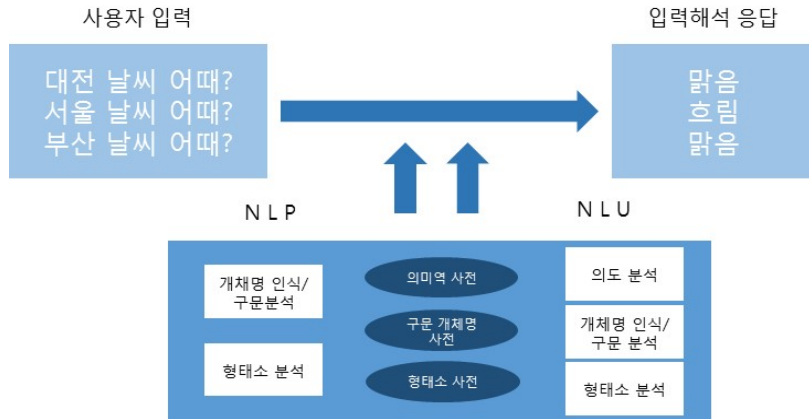 사용자 입력
입력해석 응답
대전 날씨 어때?
서울 날씨 어때?
부산 날씨 어때?
맑음
흐림
맑음
N L P
N L U
개채명 인식/
구문분석
형태소 분석
의미역 사전
구문 개체명
사전
형태소 사전
의도 분석
개체명 인식/
구문 분석
형태소 분석